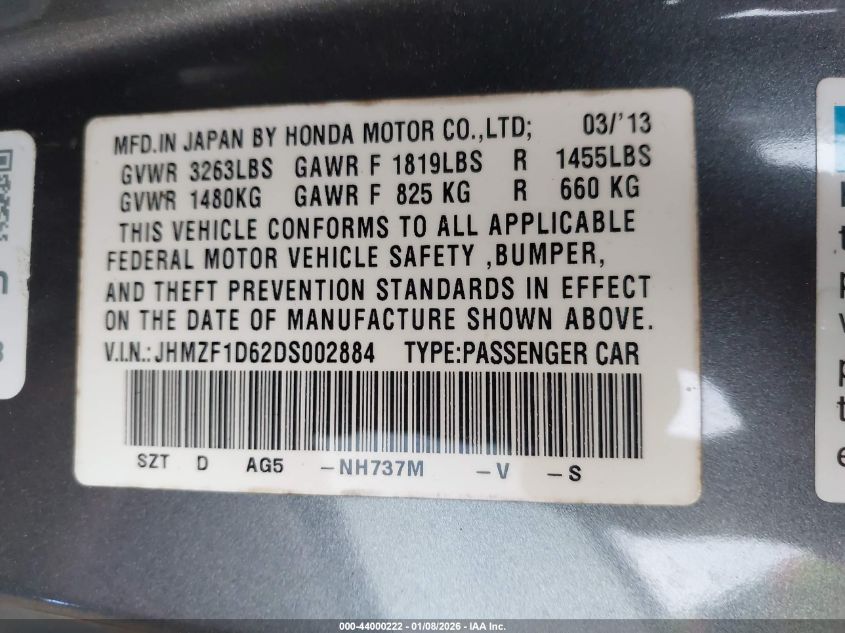 MFD.IN JAPAN BY HONDA MOTOR CO.,LTD; 03/'13
GVWR 3263LBS GAWR F 1819LBS R 1455LBS
GVWR 1480KG GAWR F 825 KG R 660 KG
THIS VEHICLE CONFORMS TO ALL APPLICABLE
FEDERAL MOTOR VEHICLE SAFETY ,BUMPER,
AND THEFT PREVENTION STANDARDS IN EFFECT
ON THE DATE OF MANUFACTURE SHOWN ABOVE.
V.I.N.:JHMZF1D62DS002884 TYPE:PASSENGER CAR
SZT D AG5 -NH737M -V -S
000-44000222 - 01/08/2026 - IAA Inc.